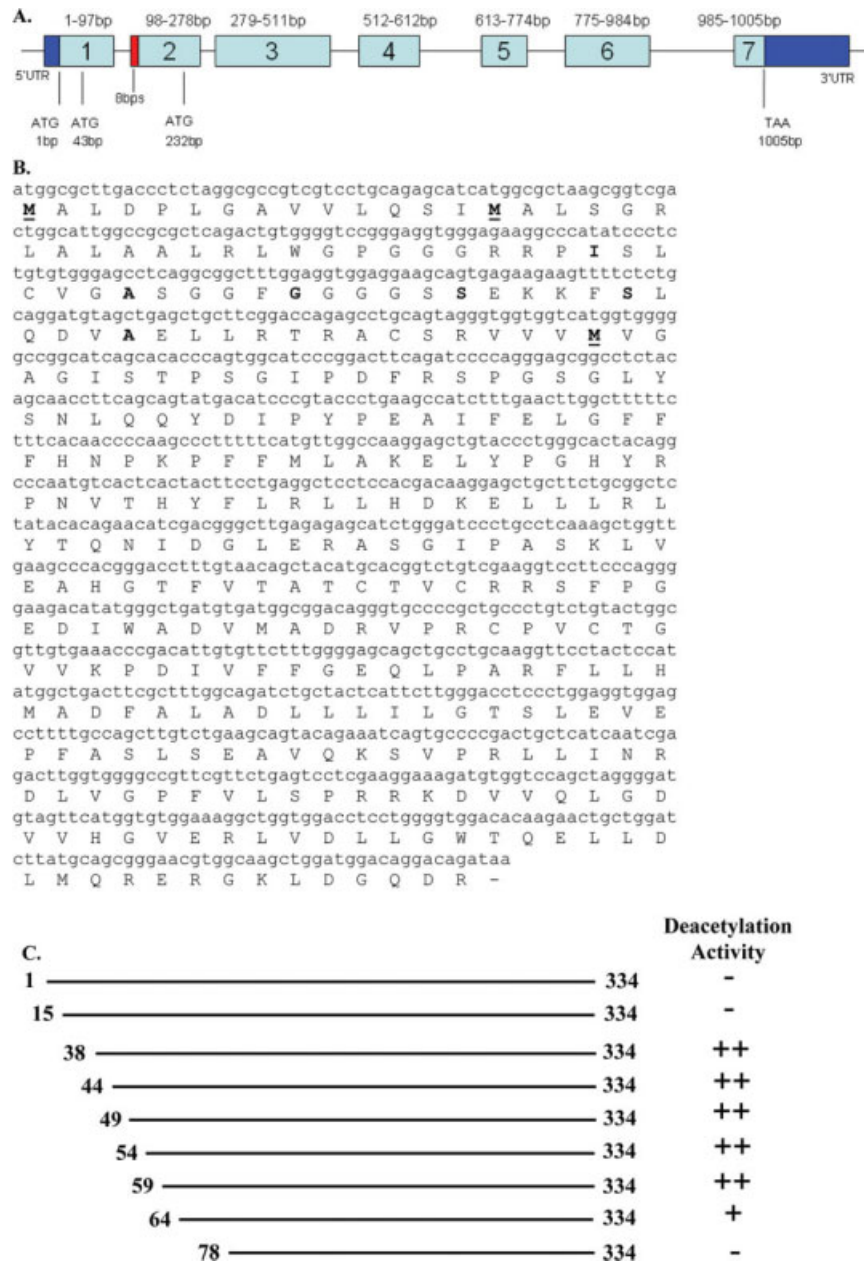 A.
1-97bp 98-278bp 279-511bp 512-612bp 613-774bp 775-984bp 985-1005bp
1 2 3 4 5 6 7
5'UTR 8bps 3'UTR
ATG ATG ATG TAA
1bp 43bp 232bp 1005bp
B.
atggcgcttgaccctctaggcgccgtcgtcctgcagagcatcatggcgctaagcggtcga
M A L D P L G A V V L Q S I M A L S G R
ctggcattggccgcgctcagactgtggggtccgggaggtgggagaaggcccatatccctc
L A L A A L R L W G P G G G R R P I S L
tgtgtgggagcctcaggcggctttggaggtggaggaagcagtgagaagaagttttctctg
C V G A S G G F G G G G S S E K K F S L
caggatgtagctgagctgcttcggaccagagcctgcagtagggtggtggtcatggtgggg
Q D V A E L L R T R A C S R V V V M V G
gccggcatcagcacacccagtggcatcccggacttcagatccccagggagcggcctctac
A G I S T P S G I P D F R S P G S G L Y
agcaaccttcagcagtatgacatcccgtaccctgaagccatctttgaacttggctttttc
S N L Q Q Y D I P Y P E A I F E L G F F
tttcacaaccccaagccctttttcatgttggccaaggagctgtaccctgggcactacagg
F H N P K P F F M L A K E L Y P G H Y R
cccaatgtcactcactacttcctgaggctcctccacgacaaggagctgcttctgcggctc
P N V T H Y F L R L L H D K E L L L R L
tatacacagaacatcgacgggcttgagagagcatctgggatccctgcctcaaagctggtt
Y T Q N I D G L E R A S G I P A S K L V
gaagcccacgggacctttgtaacagctacatgcacggtctgtcgaaggtccttcccaggg
E A H G T F V T A T C T V C R R S F P G
gaagacatatgggctgatgtgatggcggacagggtgccccgctgccctgtctgtactggc
E D I W A D V M A D R V P R C P V C T G
gttgtgaaacccgacattgtgttctttggggagcagctgcctgcaaggttcctactccat
V V K P D I V F F G E Q L P A R F L L H
atggctgacttcgctttggcagatctgctactcattcttgggacctccctggaggtggag
M A D F A L A D L L L I L G T S L E V E
ccttttgccagcttgtctgaagcagtacagaaatcagtgccccgactgctcatcaatcga
P F A S L S E A V Q K S V P R L L I N R
gacttggtggggccgttcgttctgagtcctcgaaggaaagatgtggtccagctaggggat
D L V G P F V L S P R R K D V V Q L G D
gtagttcatggtgtggaaaggctggtggacctcctggggtggacacaagaactgctggat
V V H G V E R L V D L L G W T Q E L L D
cttatgcagcgggaacgtggcaagctggatggacaggacagataa
L M Q R E R G K L D G Q D R -
Deacetylation
Activity
C.
1 334 -
15 334 -
38 334 ++
44 334 ++
49 334 ++
54 334 ++
59 334 ++
64 334 +
78 334 -